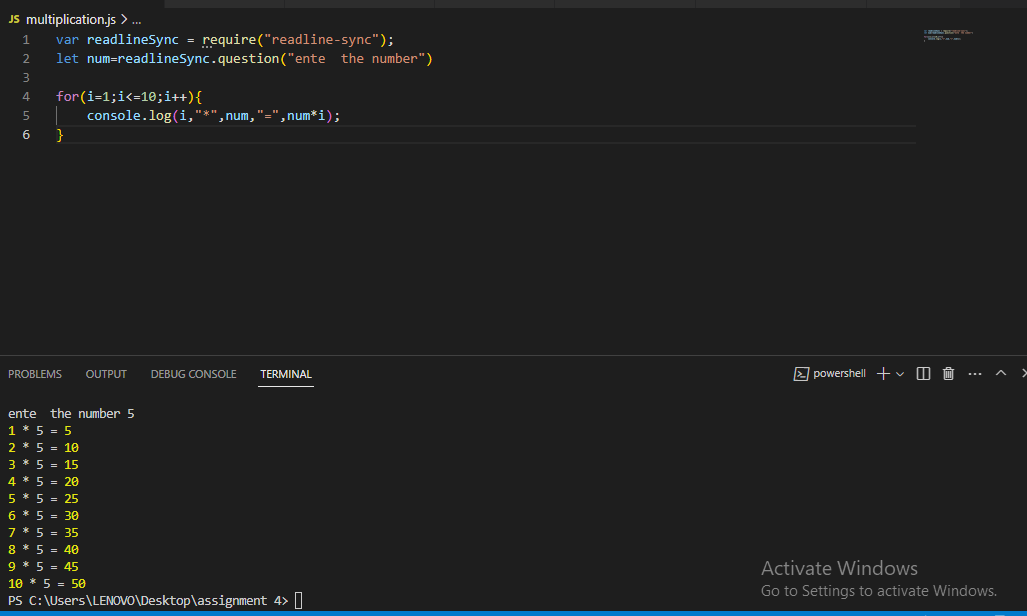 JS multiplication.js > ...
1 var readlineSync = require("readline-sync");
2 let num=readlineSync.question("ente  the number")
3
4 for(i=1;i<=10;i++){
5     console.log(i,"*",num,"=",num*i);
6 }
PROBLEMS OUTPUT DEBUG CONSOLE TERMINAL powershell
ente  the number 5
1 * 5 = 5
2 * 5 = 10
3 * 5 = 15
4 * 5 = 20
5 * 5 = 25
6 * 5 = 30
7 * 5 = 35
8 * 5 = 40
9 * 5 = 45
10 * 5 = 50
PS C:\Users\LENOVO\Desktop\assignment 4>
Activate Windows
Go to Settings to activate Windows.